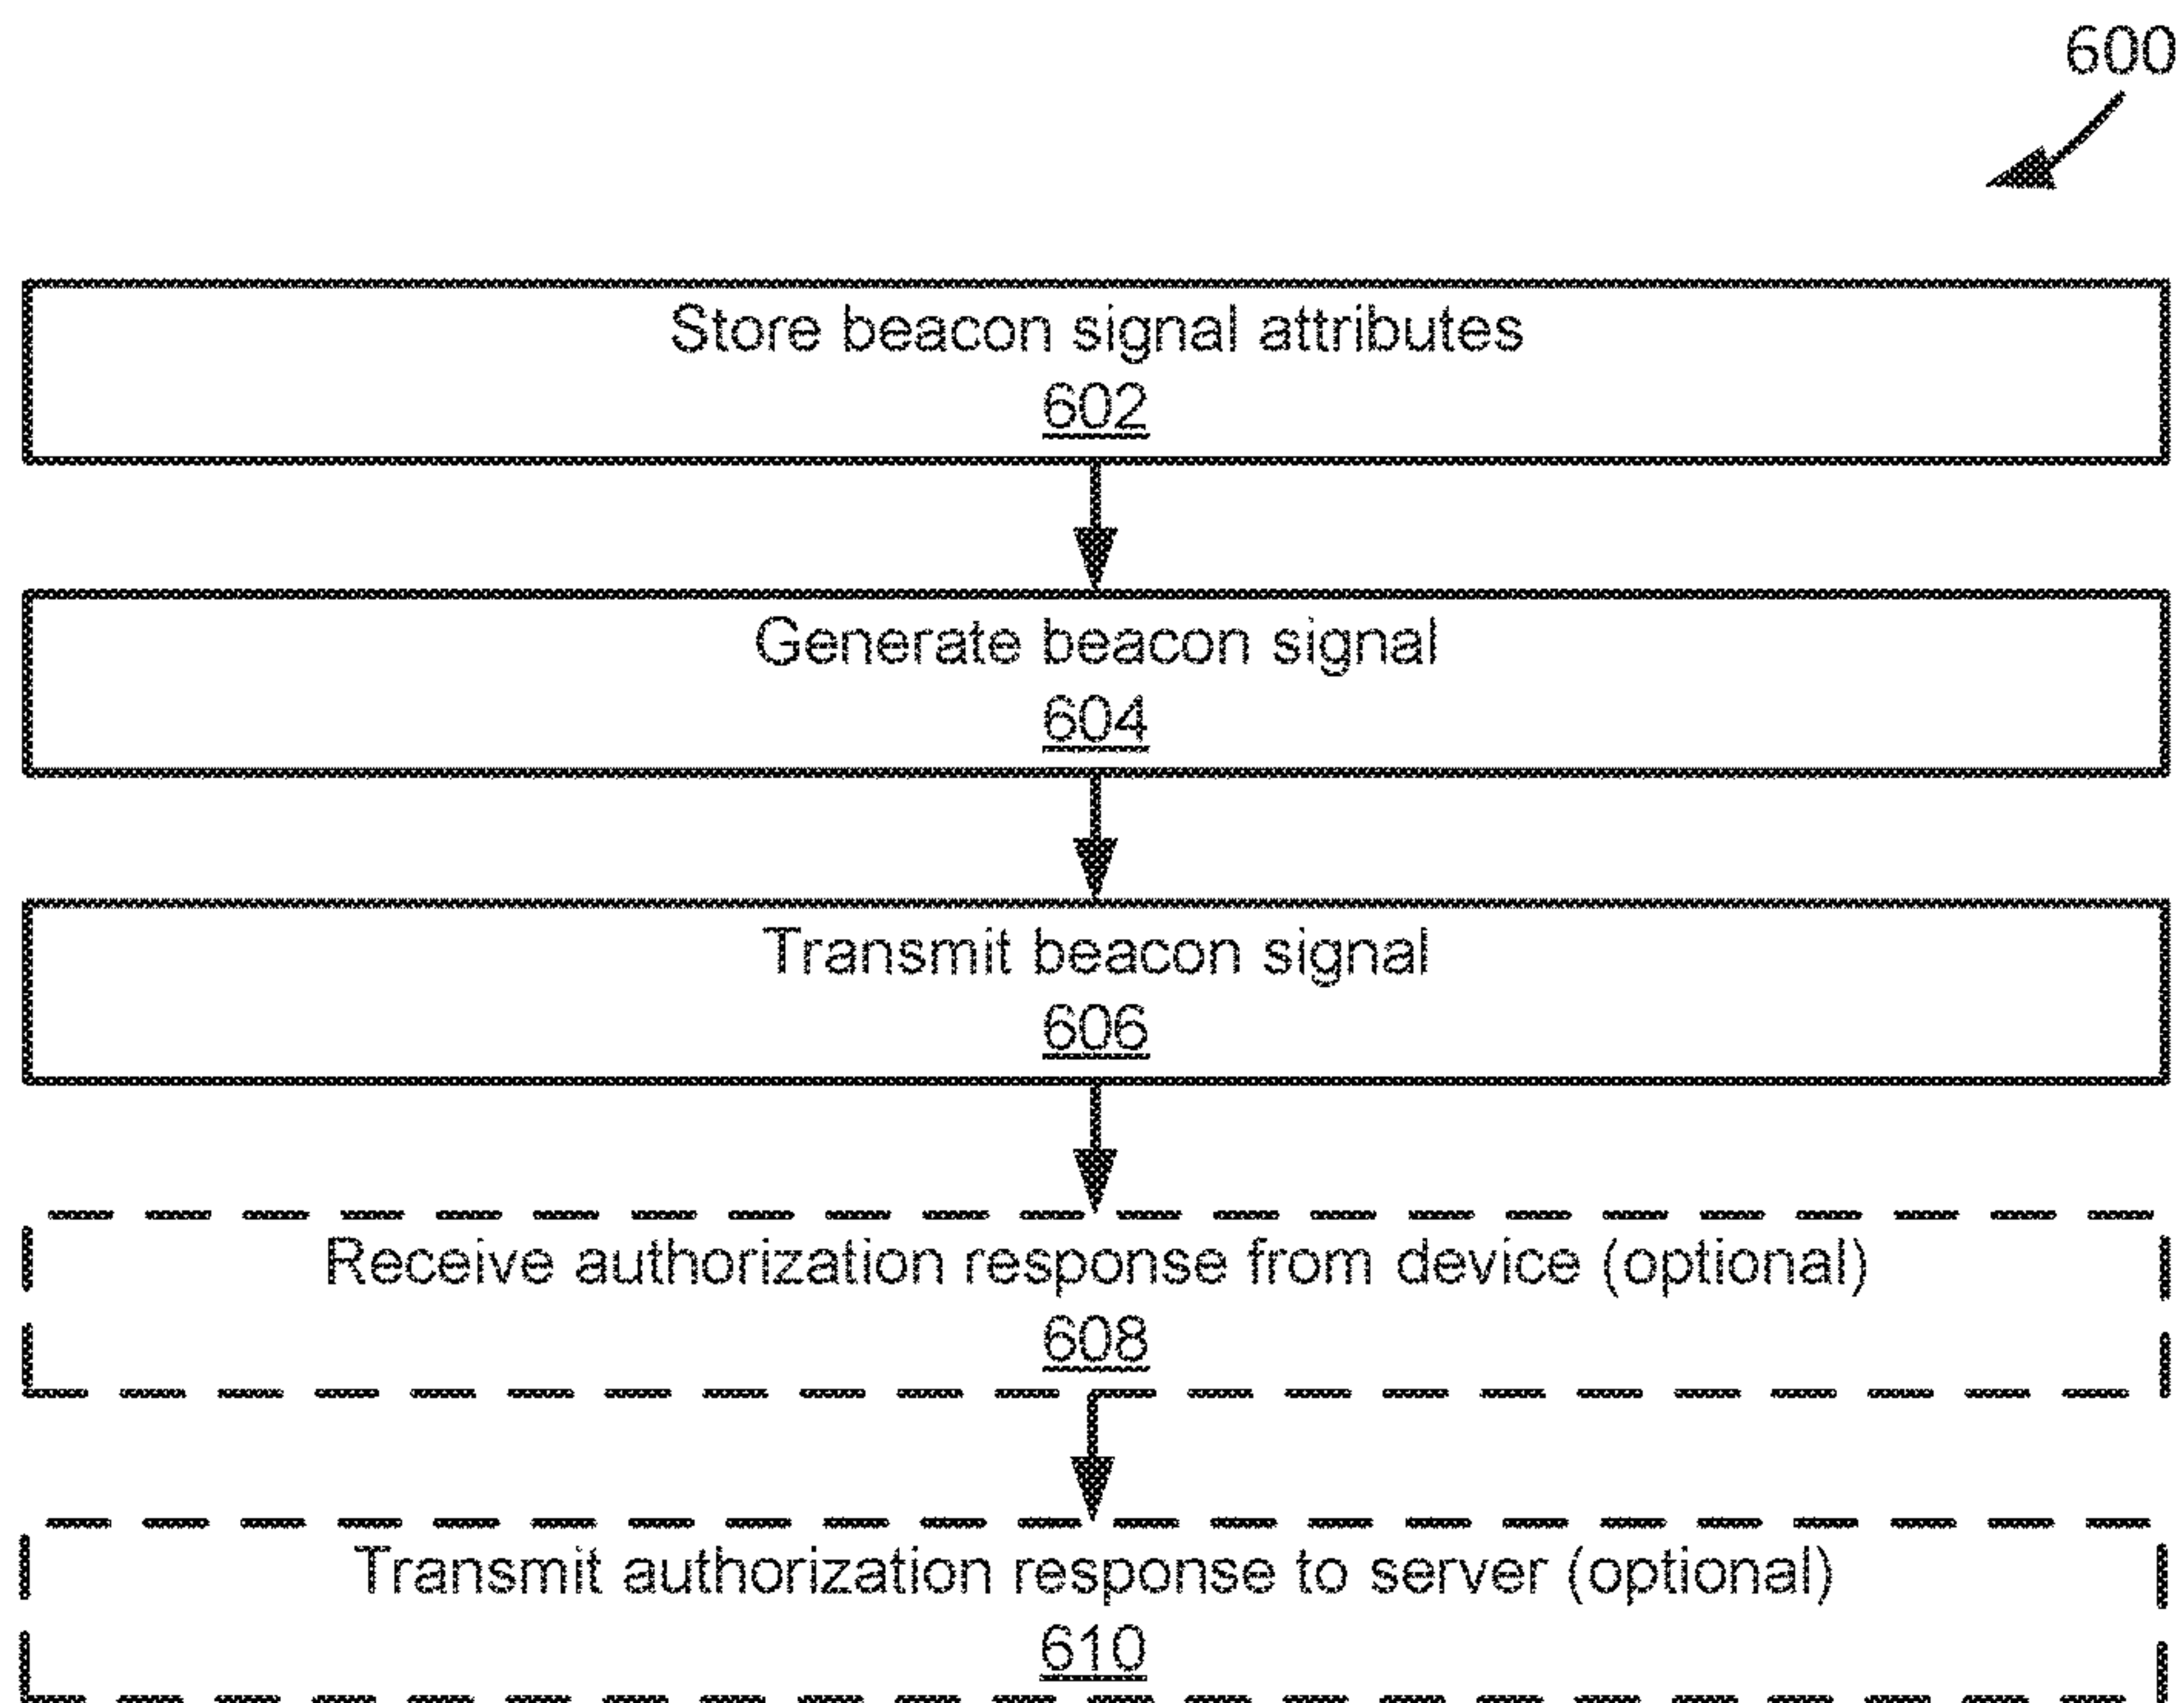 600
Store beacon signal attributes
602
Generate beacon signal
604
Transmit beacon signal
606
Receive authorization response from device (optional)
608
Transmit authorization response to server (optional)
610